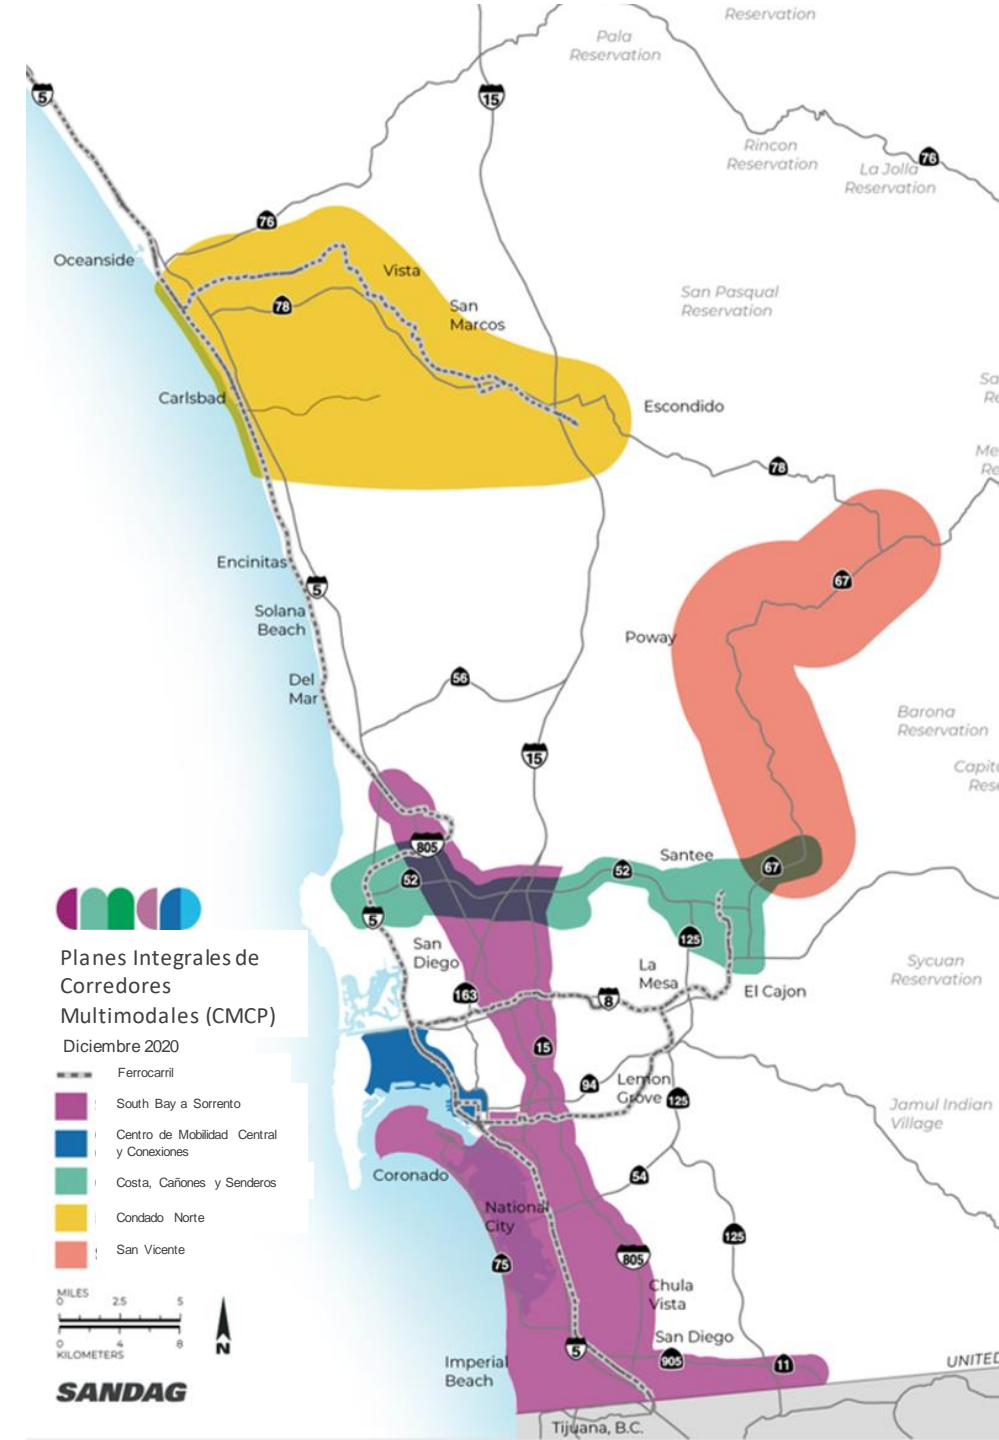 Reservation
Pala
Reservation
5
15
Rincon
Reservation
76
La Jolla
Reservation
76
Oceanside
Vista
San Pasqual
Reservation
78
San
Marcos
Carlsbad
Escondido
78
Encinitas
5
67
Solana
Beach
Poway
56
Del
Mar
Barona
Reservation
15
805
Santee
52
67
52
5
125
San
Diego
La
Mesa
Sycuan
Reservation
El Cajon
163
8
Planes Integrales de
Corredores
Multimodales (CMCP)
Diciembre 2020
Ferrocarril
South Bay a Sorrento
Centro de Mobilidad Central
y Conexiones
Costa, Cañones y Senderos
Condado Norte
San Vicente
15
94
Lemon
Grove
125
Jamul Indian
Village
Coronado
54
National
City
125
75
805
Chula
Vista
San Diego
5
905
11
Imperial
Beach
UNITED
Tijuana, B.C.
MILES
0 2.5 5
0 4 8
KILOMETERS
N
SANDAG